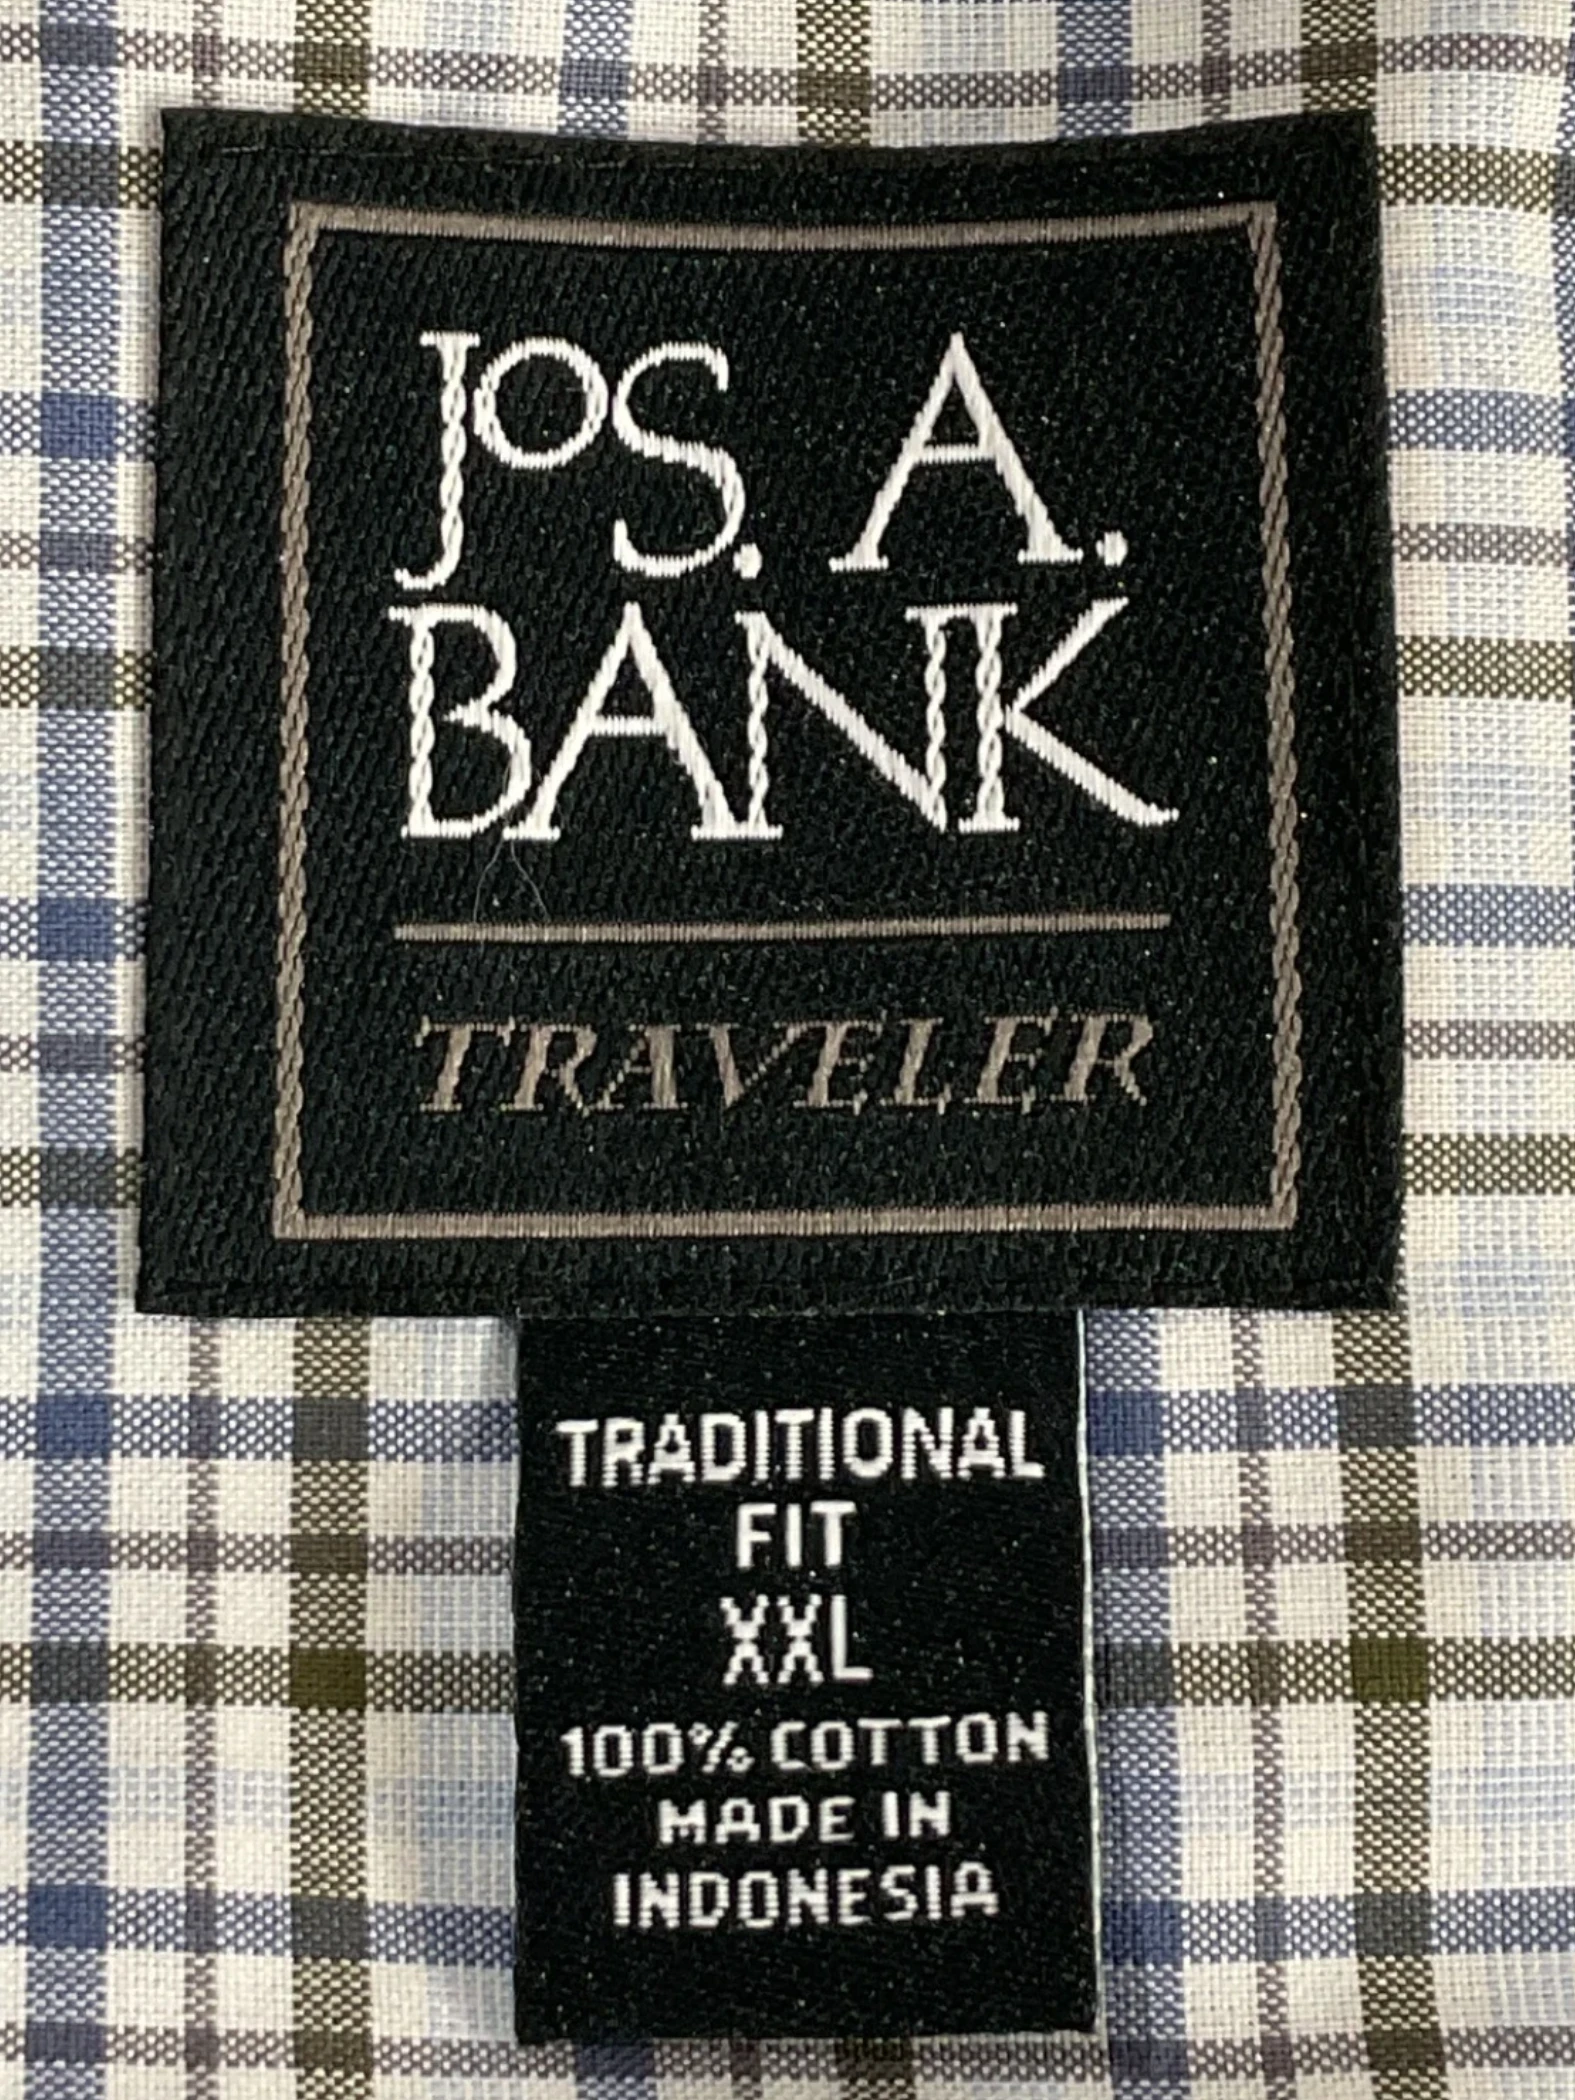 JOS. A.
BANK
TRAVELER
TRADITIONAL
FIT
XXL
100% COTTON
MADE IN
INDONESIA